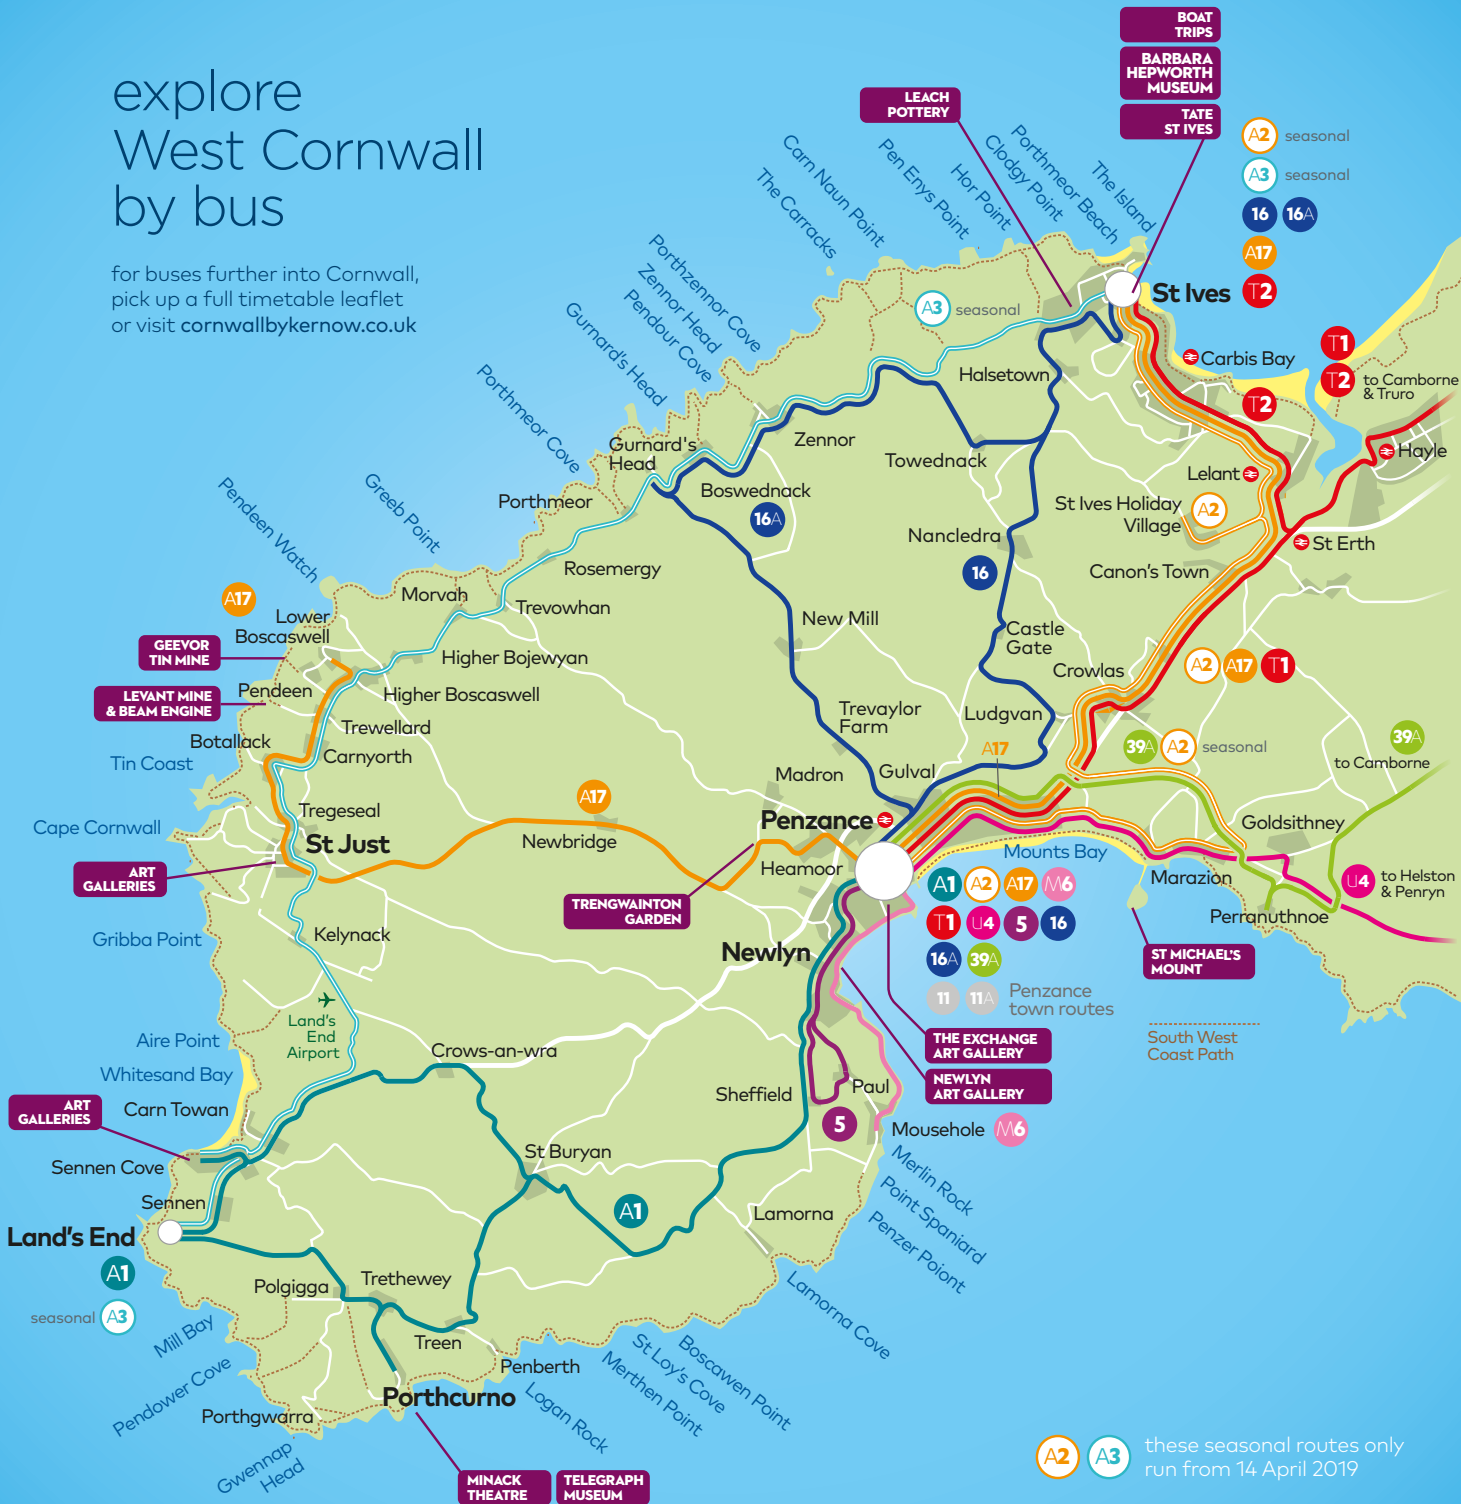 explore
West Cornwall
by bus
for buses further into Cornwall,
pick up a full timetable leaflet
or visit cornwallbykernow.co.uk
BOAT
TRIPS
BARBARA
HEPWORTH
MUSEUM
TATE
ST IVES
LEACH
POTTERY
A2 seasonal
A3 seasonal
16 16A
A17
St Ives T2
The Island
Porthmeor Beach
Clodgy Point
Hor Point
Pen Enys Point
Carn Naun Point
The Carracks
Porthzennor Cove
Zennor Head
Pendour Cove
Gurnard's Head
Porthmeor Cove
Greeb Point
Pendeen Watch
A3 seasonal
Carbis Bay
T1
T2 to Camborne
& Truro
T2
Halsetown
Zennor
Towednack
Gurnard's
Head
Boswednack
16A
Porthmeor
Lelant
Hayle
St Ives Holiday
Village
A2
St Erth
Nancledra
16
Canon's Town
Rosemergy
Morvah
Trevowhan
A17
Lower
Boscaswell
New Mill
Castle
Gate
GEEVOR
TIN MINE
Higher Bojewyan
Crowlas
A2 A17 T1
LEVANT MINE
& BEAM ENGINE
Pendeen
Higher Boscaswell
Trewellard
Trevaylor
Farm
Ludgvan
Botallack
Carnyorth
Tin Coast
A17
39A A2 seasonal
39A
to Camborne
Madron
Gulval
A17
Tregeseal
Cape Cornwall
St Just
Newbridge
Penzance
Goldsithney
Heamoor
Mounts Bay
ART
GALLERIES
TRENGWAINTON
GARDEN
Marazion
U4 to Helston
& Penryn
A1 A2 A17 M6
T1 U4 5 16
16A 39A
11 11A Penzance
town routes
Perranuthnoe
Gribba Point
Kelynack
Newlyn
ST MICHAEL'S
MOUNT
Land's
End
Airport
South West
Coast Path
THE EXCHANGE
ART GALLERY
NEWLYN
ART GALLERY
Aire Point
Crows-an-wra
Whitesand Bay
Sheffield
Paul
ART
GALLERIES
Carn Towan
5
Mousehole M6
Sennen Cove
St Buryan
Merlin Rock
Point Spaniard
Penzer Poiont
Sennen
A1
Lamorna
Land's End
A1
seasonal A3
Polgigga
Trethewey
Lamorna Cove
Mill Bay
Treen
Penberth
Boscawen Point
St Loy's Cove
Merthen Point
Pendower Cove
Porthcurno
Logan Rock
Porthgwarra
Gwennap
Head
MINACK
THEATRE
TELEGRAPH
MUSEUM
A2 A3 these seasonal routes only
run from 14 April 2019